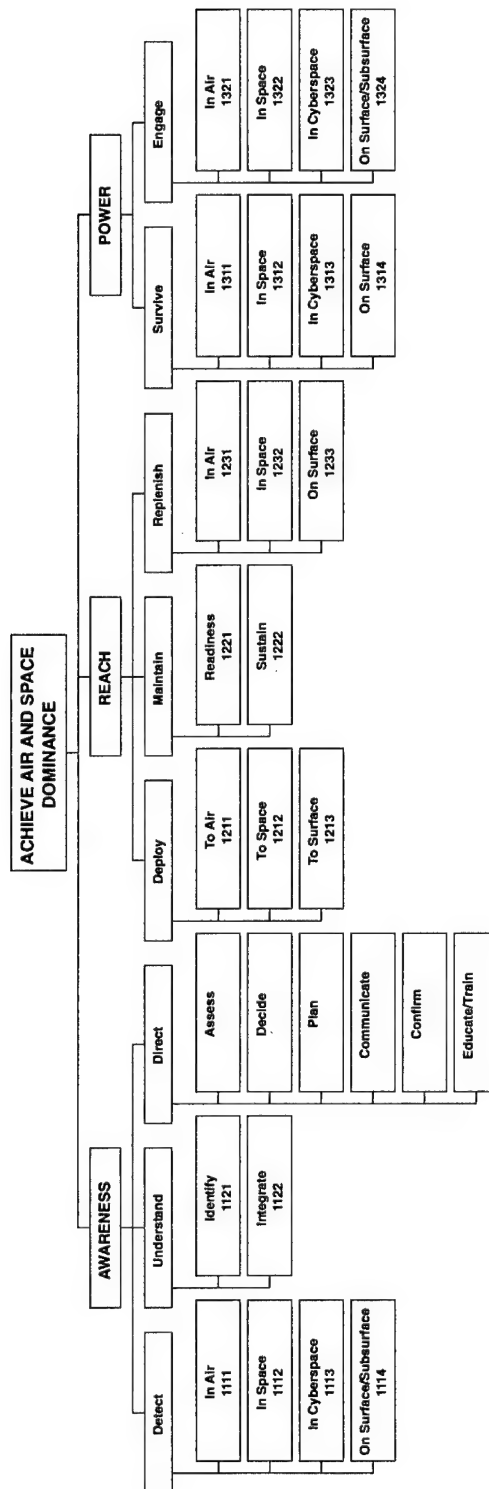 ACHIEVE AIR AND SPACE
DOMINANCE
AWARENESS
REACH
POWER
Detect
Understand
Direct
Deploy
Maintain
Replenish
Survive
Engage
In Air
1111
In Space
1112
In Cyberspace
1113
On Surface/Subsurface
1114
Identify
1121
Integrate
1122
Assess
Decide
Plan
Communicate
Confirm
Educate/Train
To Air
1211
To Space
1212
To Surface
1213
Readiness
1221
Sustain
1222
In Air
1231
In Space
1232
On Surface
1233
In Air
1311
In Space
1312
In Cyberspace
1313
On Surface
1314
In Air
1321
In Space
1322
In Cyberspace
1323
On Surface/Subsurface
1324